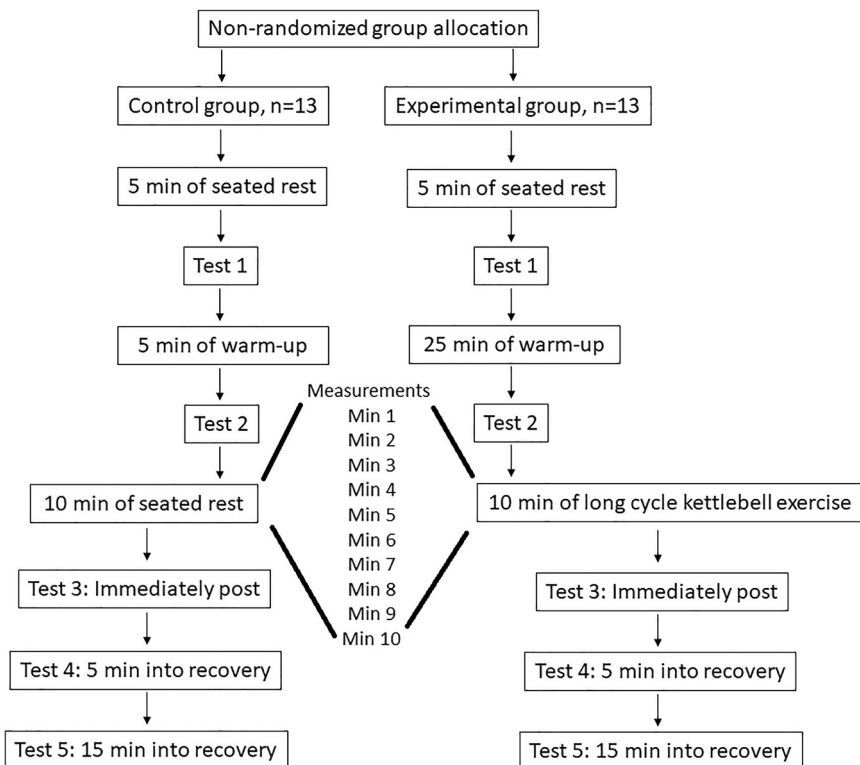 Non-randomized group allocation
Control group, n=13
Experimental group, n=13
5 min of seated rest
5 min of seated rest
Test 1
Test 1
5 min of warm-up
25 min of warm-up
Measurements
Min 1
Min 2
Min 3
Min 4
Min 5
Min 6
Min 7
Min 8
Min 9
Min 10
Test 2
Test 2
10 min of seated rest
10 min of long cycle kettlebell exercise
Test 3: Immediately post
Test 3: Immediately post
Test 4: 5 min into recovery
Test 4: 5 min into recovery
Test 5: 15 min into recovery
Test 5: 15 min into recovery